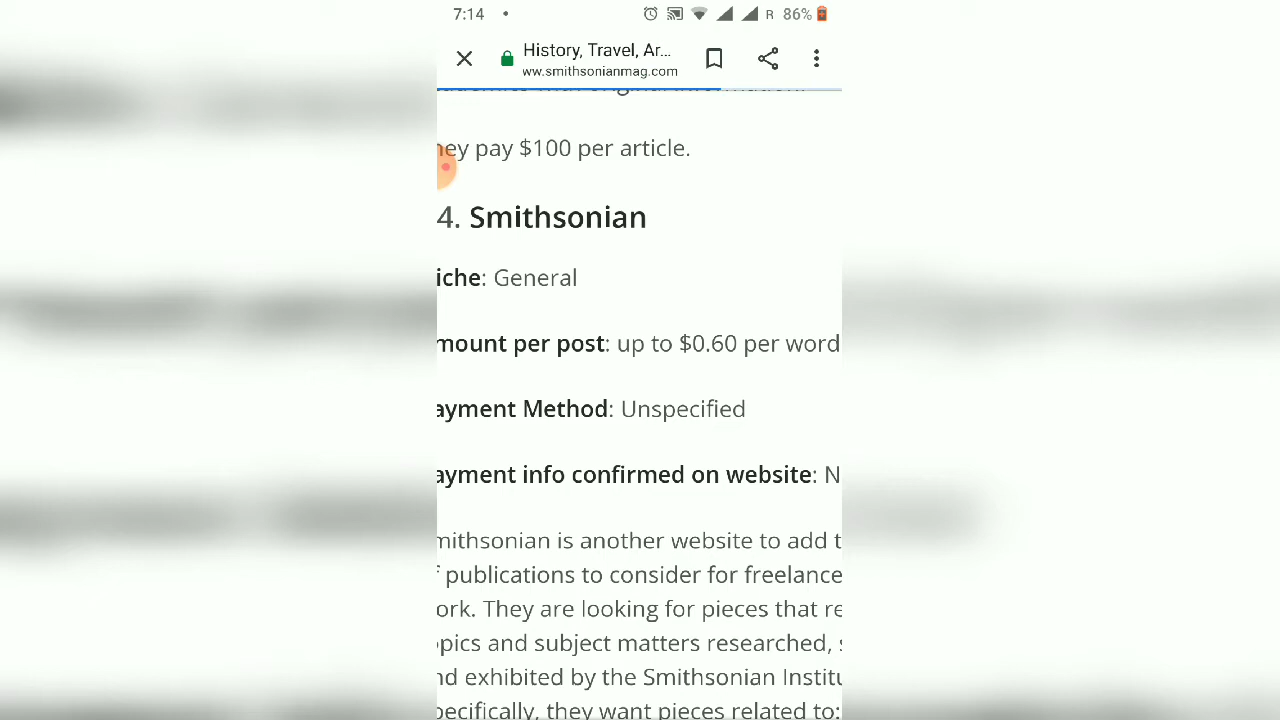 7:14 R 86%
History, Travel, Ar...
ww.smithsonianmag.com
hey pay $100 per article.
4. Smithsonian
iche: General
mount per post: up to $0.60 per word
ayment Method: Unspecified
ayment info confirmed on website: N
mithsonian is another website to add t
f publications to consider for freelance
ork. They are looking for pieces that re
opics and subject matters researched, s
nd exhibited by the Smithsonian Institu
pecifically, they want pieces related to: